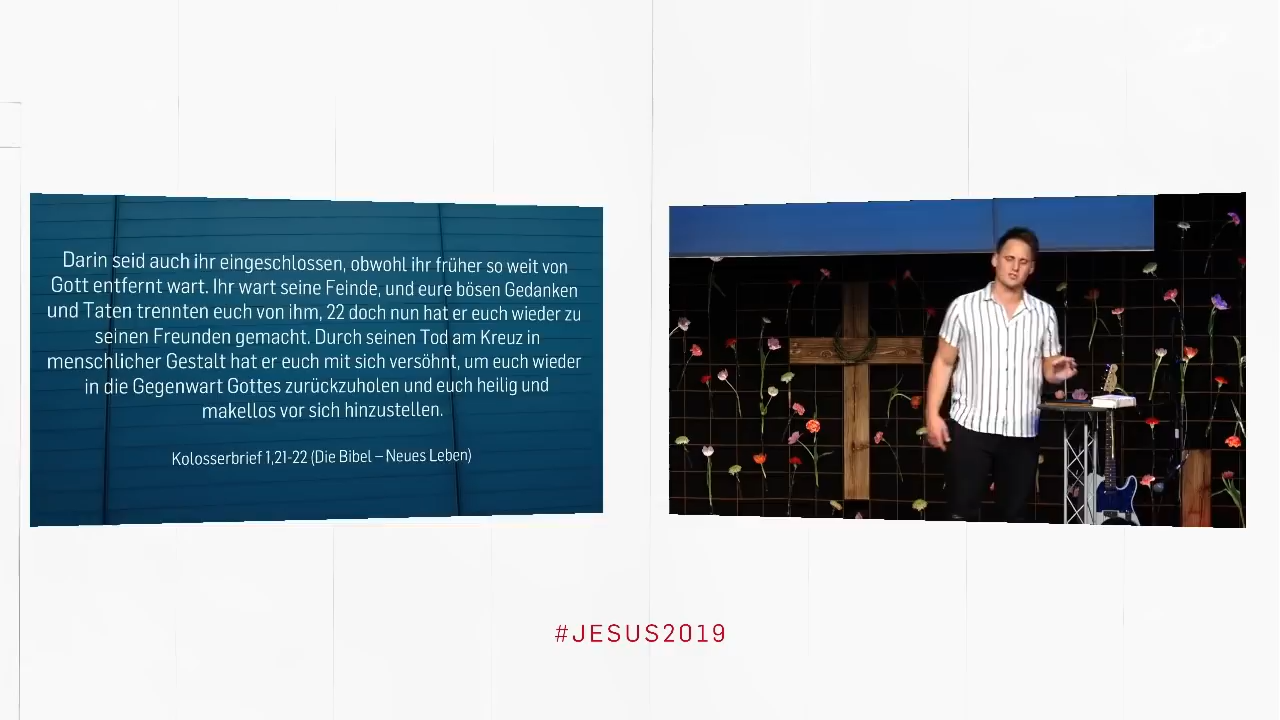 Darin seid auch ihr eingeschlossen, obwohl ihr früher so weit von
Gott entfernt wart. Ihr wart seine Feinde, und eure bösen Gedanken
und Taten trennten euch von ihm, 22 doch nun hat er euch wieder zu
seinen Freunden gemacht. Durch seinen Tod am Kreuz in
menschlicher Gestalt hat er euch mit sich versöhnt, um euch wieder
in die Gegenwart Gottes zurückzuholen und euch heilig und
makellos vor sich hinzustellen.
Kolosserbrief 1,21-22 (Die Bibel – Neues Leben)
#JESUS2019